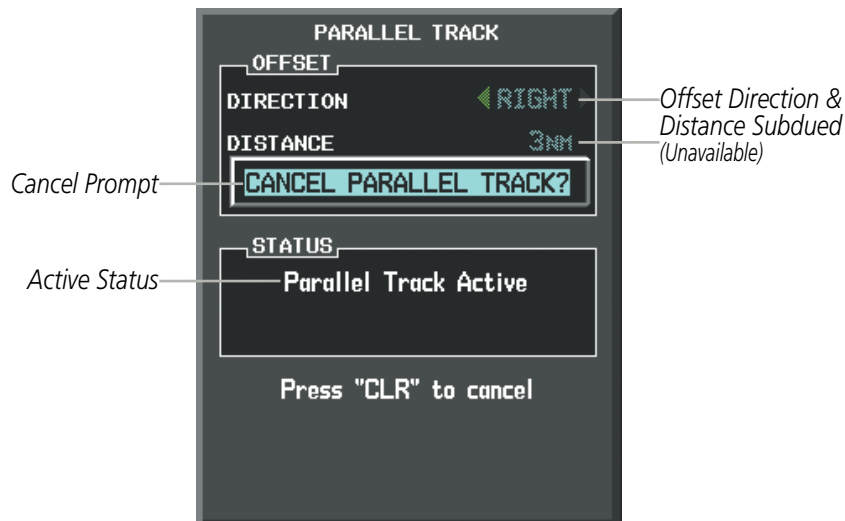 PARALLEL TRACK
OFFSET
DIRECTION RIGHT
Offset Direction &
Distance Subdued
(Unavailable)
DISTANCE 3NM
Cancel Prompt
CANCEL PARALLEL TRACK?
STATUS
Active Status
Parallel Track Active
Press "CLR" to cancel